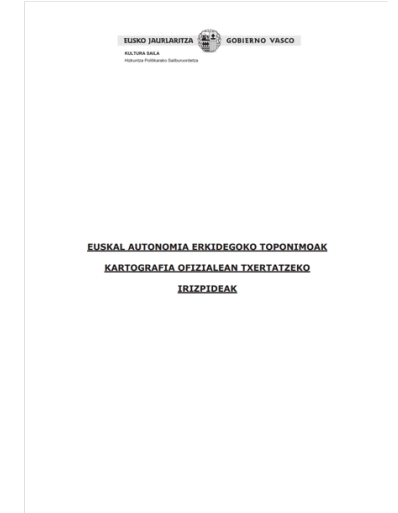 EUSKO JAURLARITZA GOBIERNO VASCO
KULTURA SAILA
Hizkuntza Politikarako Sailburuordetza
EUSKAL AUTONOMIA ERKIDEGOKO TOPONIMOAK
KARTOGRAFIA OFIZIALEAN TXERTATZEKO
IRIZPIDEAK